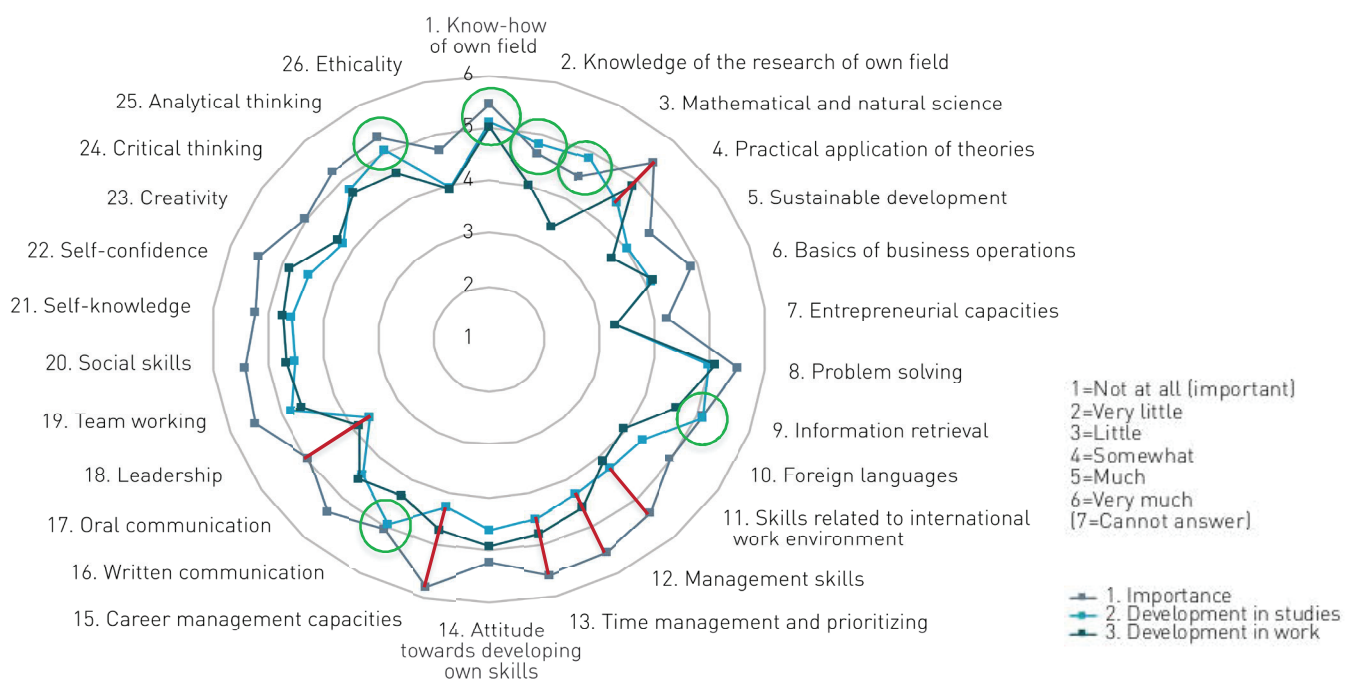 1. Know-how
of own field
2. Knowledge of the research of own field
3. Mathematical and natural science
4. Practical application of theories
5. Sustainable development
6. Basics of business operations
7. Entrepreneurial capacities
8. Problem solving
9. Information retrieval
10. Foreign languages
11. Skills related to international
work environment
12. Management skills
13. Time management and prioritizing
14. Attitude
towards developing
own skills
15. Career management capacities
16. Written communication
17. Oral communication
18. Leadership
19. Team working
20. Social skills
21. Self-knowledge
22. Self-confidence
23. Creativity
24. Critical thinking
25. Analytical thinking
26. Ethicality
6
5
4
3
2
1
1=Not at all (important)
2=Very little
3=Little
4=Somewhat
5=Much
6=Very much
(7=Cannot answer)
1. Importance
2. Development in studies
3. Development in work